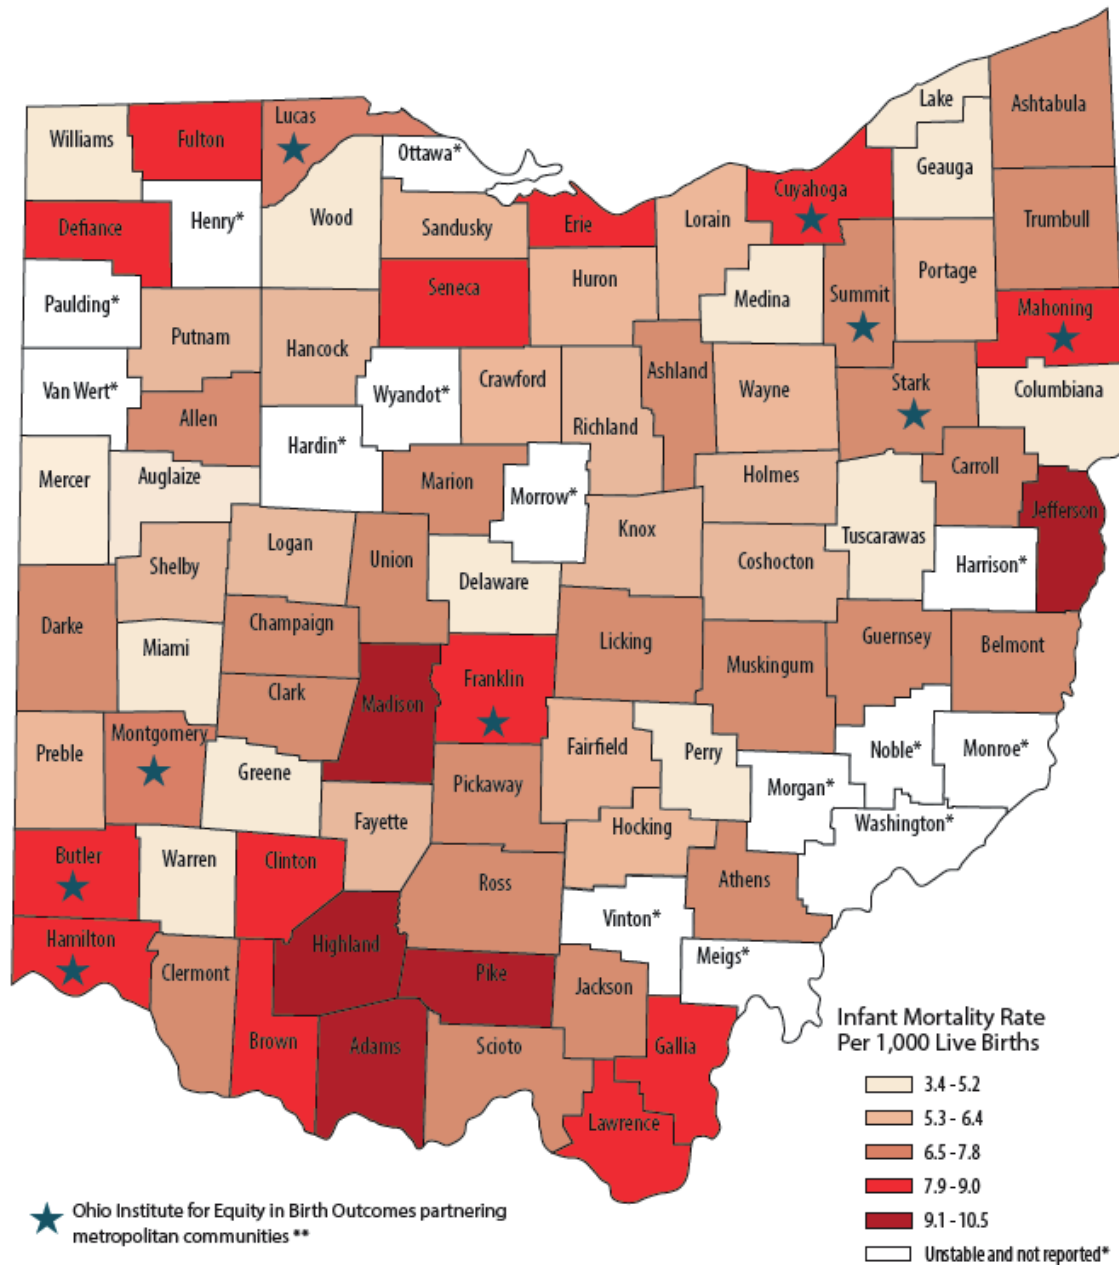 Lake
Ashtabula
Williams
Fulton
Lucas
Ottawa*
Geauga
Cuyahoga
Defiance
Henry*
Wood
Sandusky
Erie
Lorain
Trumbull
Paulding*
Seneca
Huron
Medina
Summit
Portage
Mahoning
Putnam
Hancock
Van Wert*
Allen
Wyandot*
Crawford
Richland
Ashland
Wayne
Stark
Columbiana
Hardin*
Mercer
Auglaize
Marion
Morrow*
Holmes
Carroll
Jefferson
Knox
Tuscarawas
Logan
Shelby
Union
Delaware
Coshocton
Harrison*
Darke
Champaign
Miami
Licking
Guernsey
Belmont
Muskingum
Clark
Madison
Franklin
Montgomery
Preble
Greene
Fairfield
Perry
Noble*
Monroe*
Pickaway
Morgan*
Fayette
Hocking
Washington*
Butler
Warren
Clinton
Ross
Athens
Hamilton
Highland
Vinton*
Meigs*
Clermont
Pike
Jackson
Brown
Adams
Scioto
Gallia
Lawrence
Infant Mortality Rate
Per 1,000 Live Births
3.4 - 5.2
5.3 - 6.4
6.5 - 7.8
7.9 - 9.0
9.1 - 10.5
Unstable and not reported*
Ohio Institute for Equity in Birth Outcomes partnering
metropolitan communities **